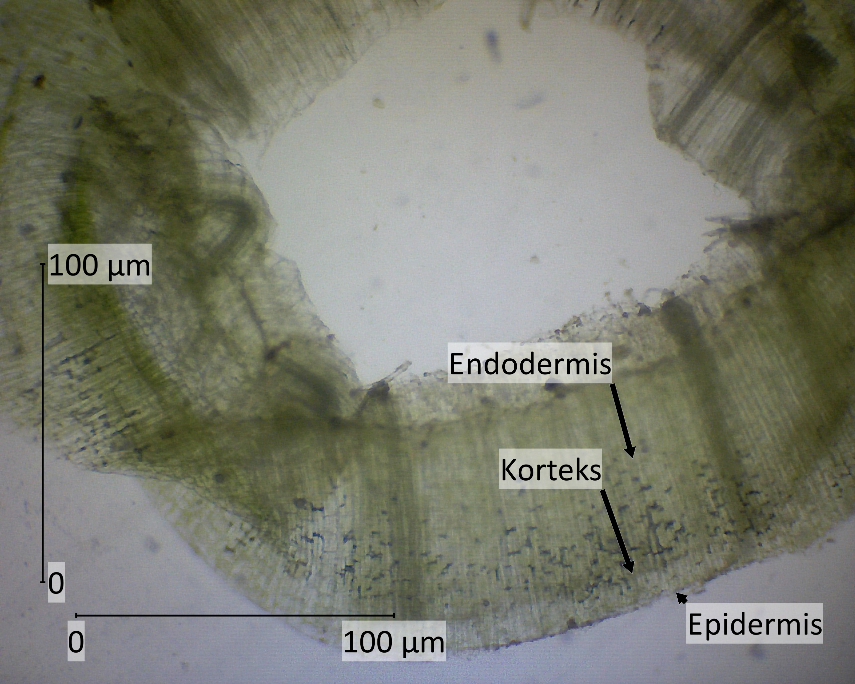 100 µm
Endodermis
Korteks
0
Epidermis
0
100 µm